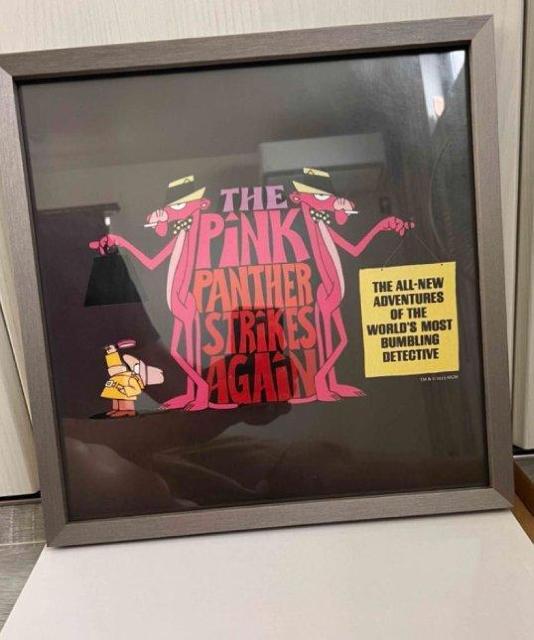 THE
PINK
PANTHER
STRIKES
AGAIN
THE ALL-NEW
ADVENTURES
OF THE
WORLD'S MOST
BUMBLING
DETECTIVE